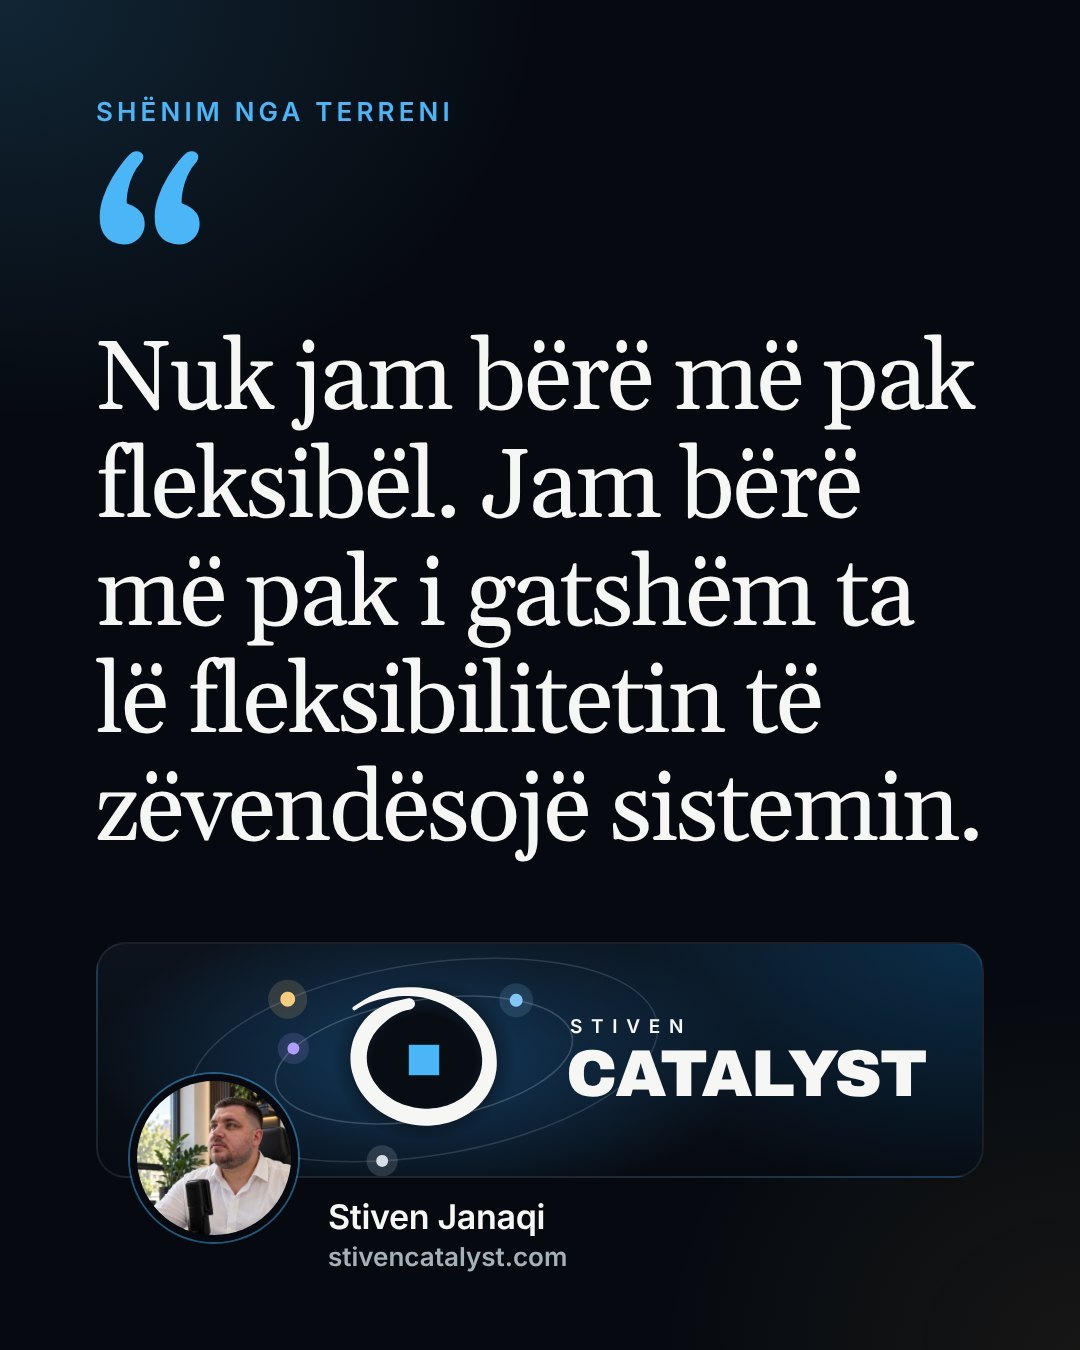 SHËNIM NGA TERRENI
“
Nuk jam bërë më pak
fleksibël. Jam bërë
më pak i gatshëm ta
lë fleksibilitetin të
zëvendësojë sistemin.
STIVEN
CATALYST
Stiven Janaqi
stivencatalyst.com